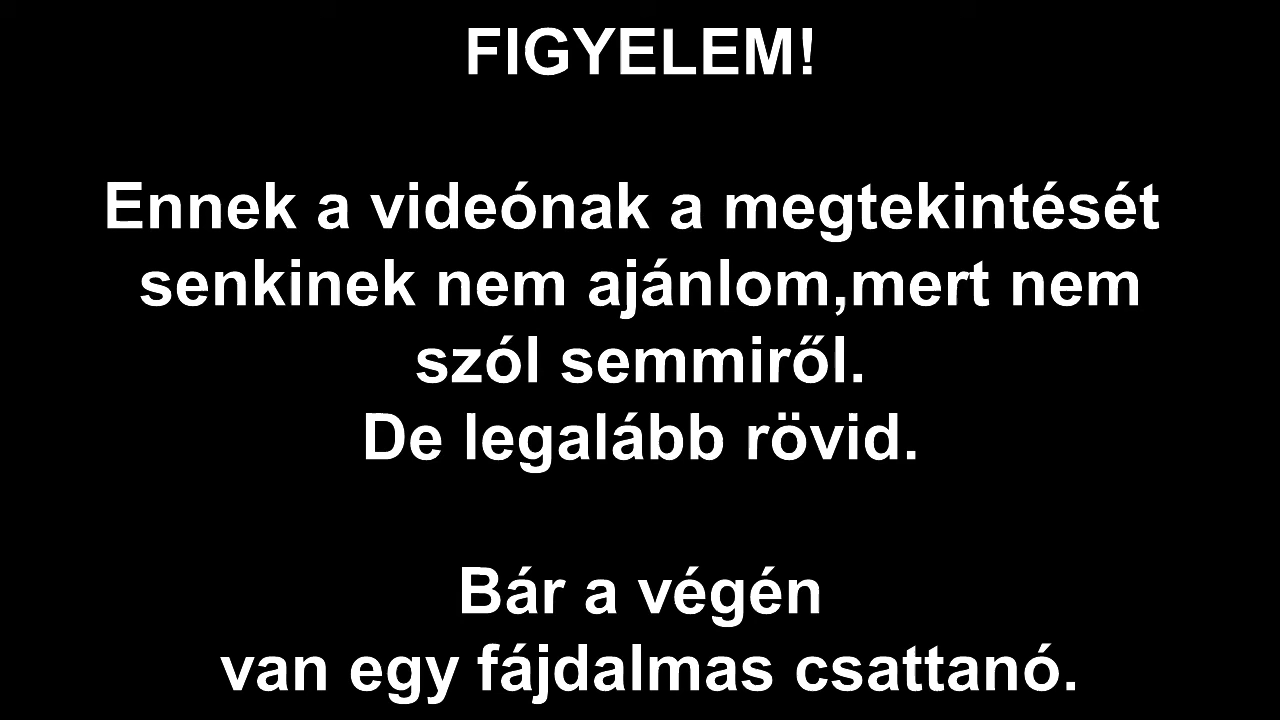 FIGYELEM!
Ennek a videónak a megtekintését
senkinek nem ajánlom,mert nem
szól semmiről.
De legalább rövid.
Bár a végén
van egy fájdalmas csattanó.